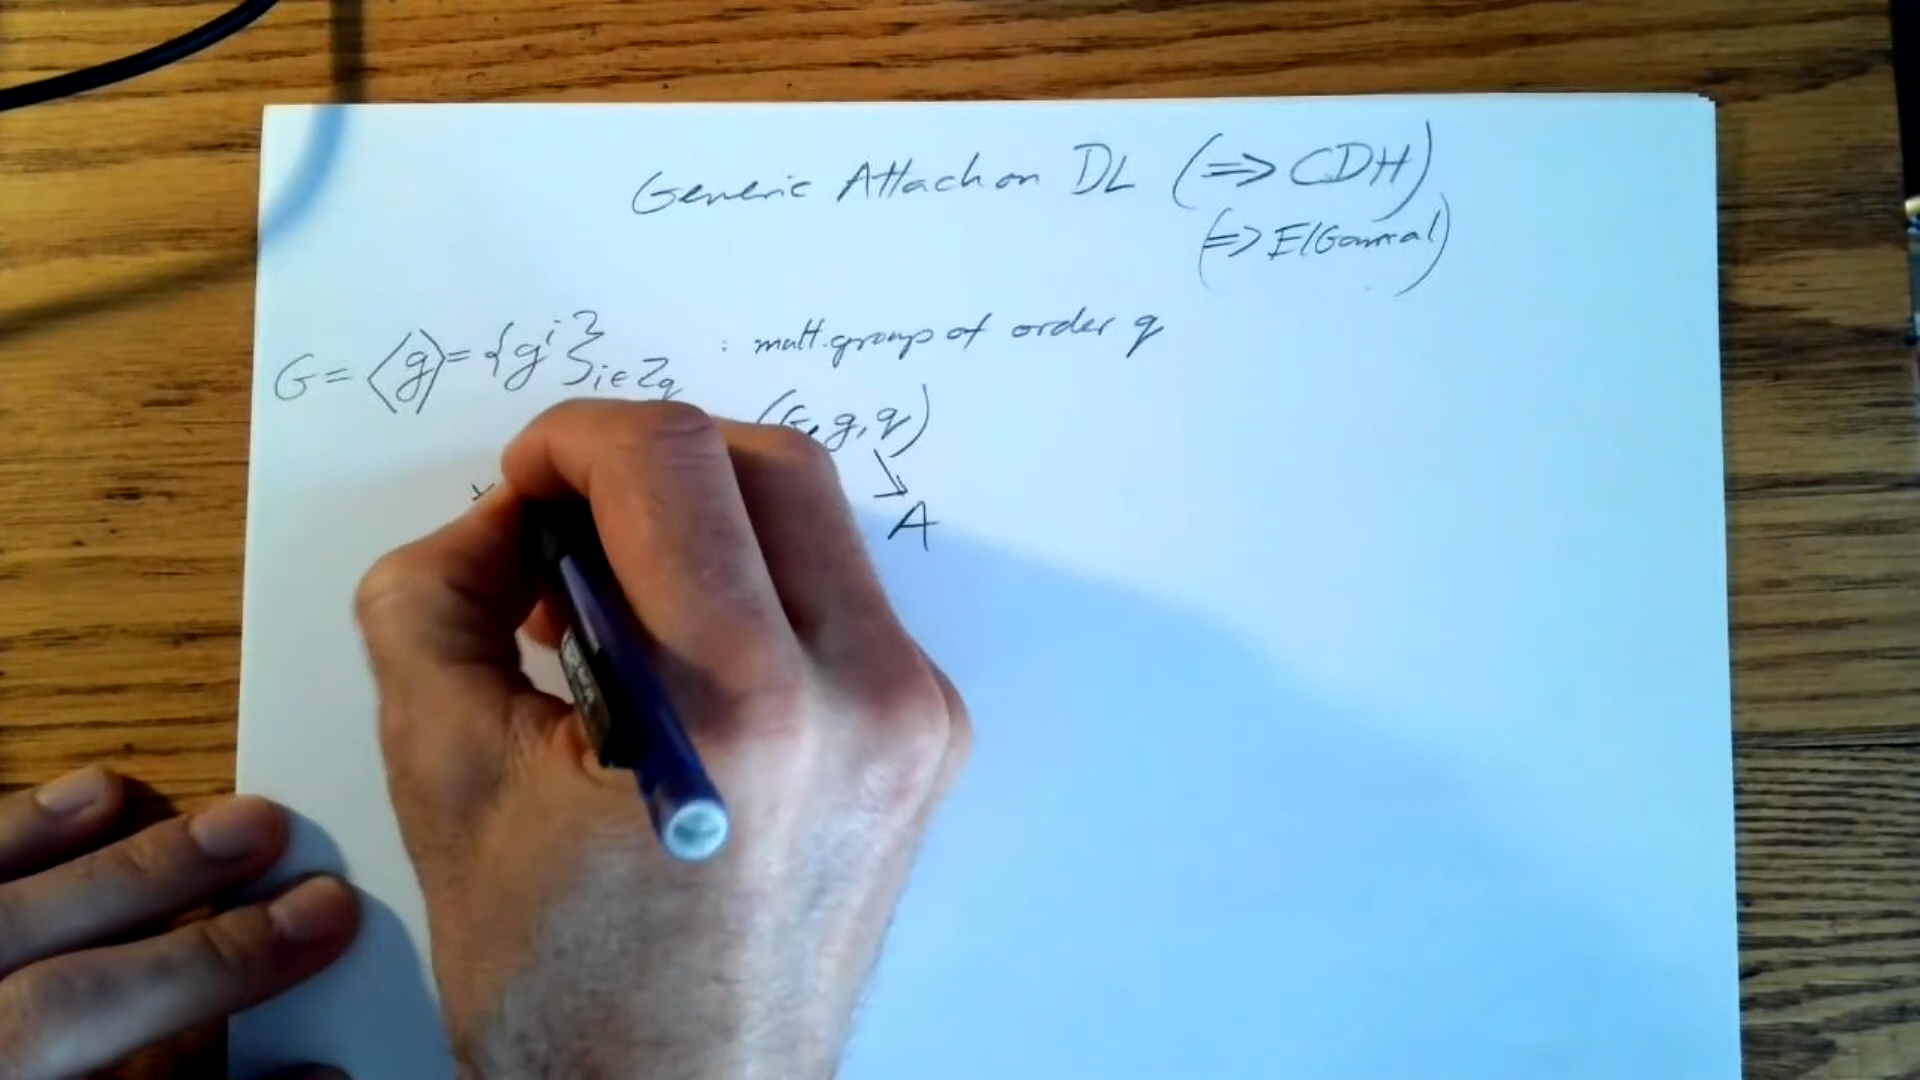 Generic Attack on DL (=> CDH)
(=> ElGamal)
G = <g> = {g^i}_{i∈Z_q} : mult. group of order q
(G, g, q)
A